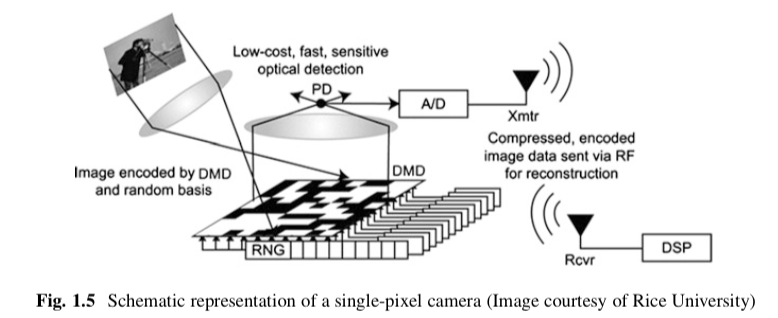 Low-cost, fast, sensitive
optical detection
PD
A/D
Xmtr
Image encoded by DMD
and random basis
DMD
Compressed, encoded
image data sent via RF
for reconstruction
RNG
Rcvr
DSP
Fig. 1.5 Schematic representation of a single-pixel camera (Image courtesy of Rice University)